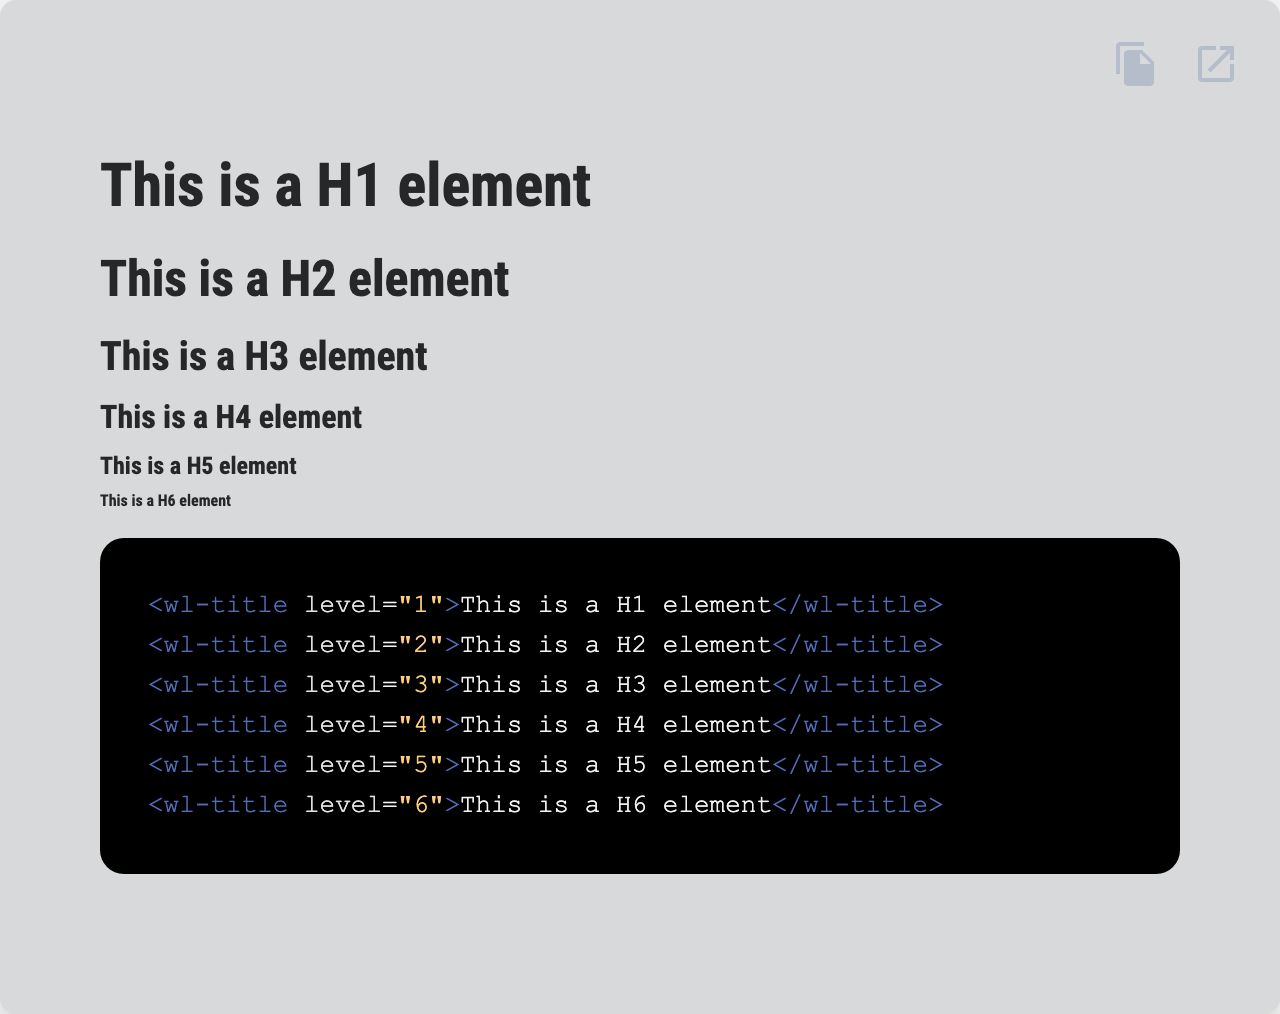 This is a H1 element
This is a H2 element
This is a H3 element
This is a H4 element
This is a H5 element
This is a H6 element
<wl-title level="1">This is a H1 element</wl-title>
<wl-title level="2">This is a H2 element</wl-title>
<wl-title level="3">This is a H3 element</wl-title>
<wl-title level="4">This is a H4 element</wl-title>
<wl-title level="5">This is a H5 element</wl-title>
<wl-title level="6">This is a H6 element</wl-title>